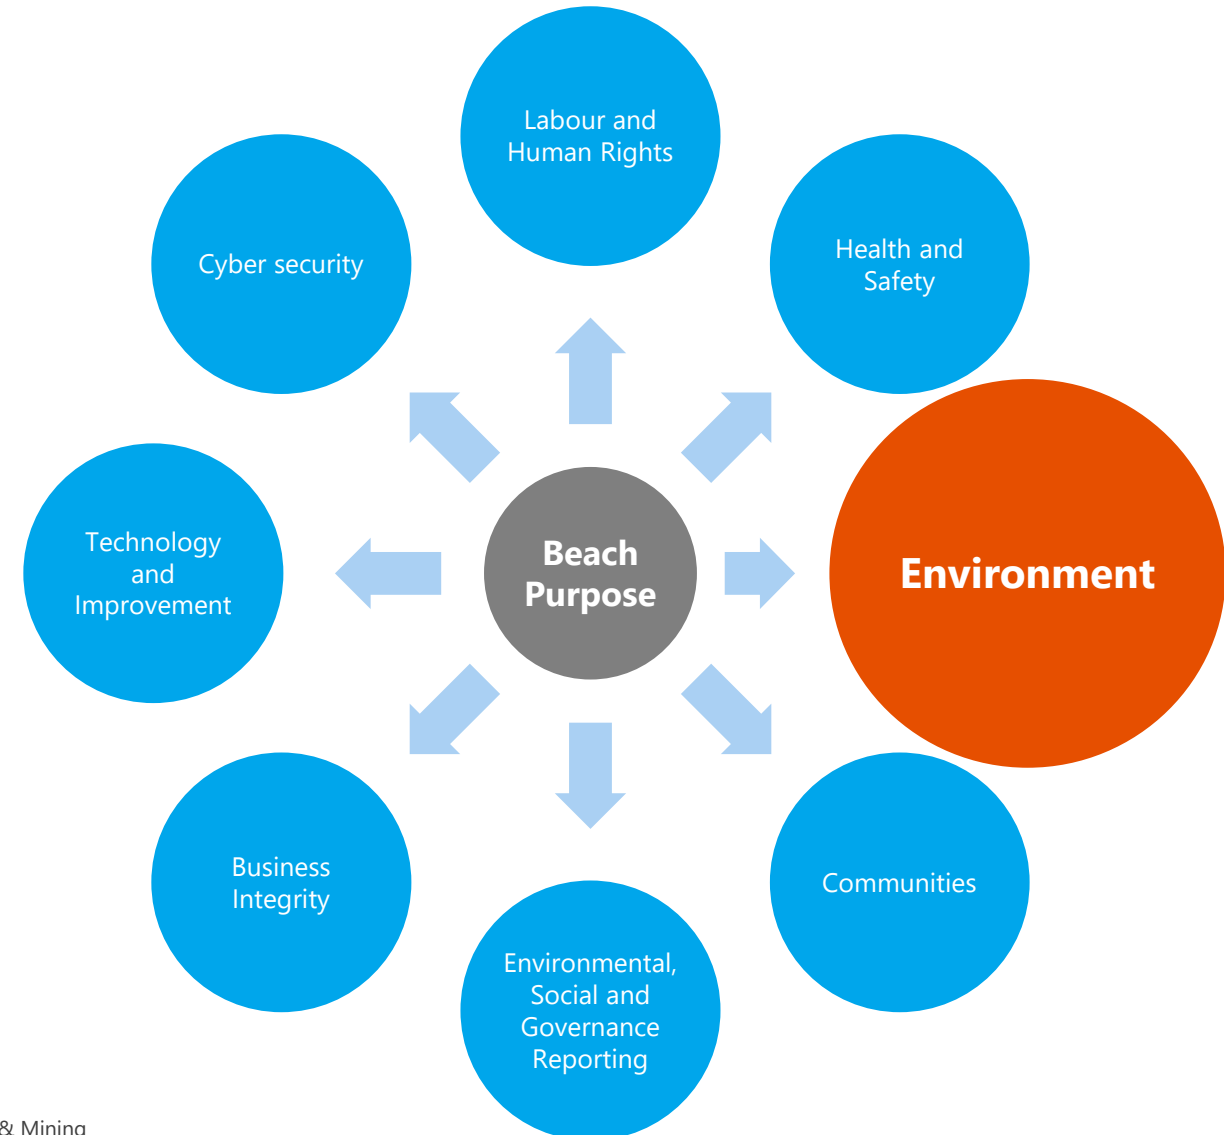 Labour and
Human Rights
Health and
Safety
Environment
Communities
Environmental,
Social and
Governance
Reporting
Business
Integrity
Technology
and
Improvement
Cyber security
Beach
Purpose
& Mining